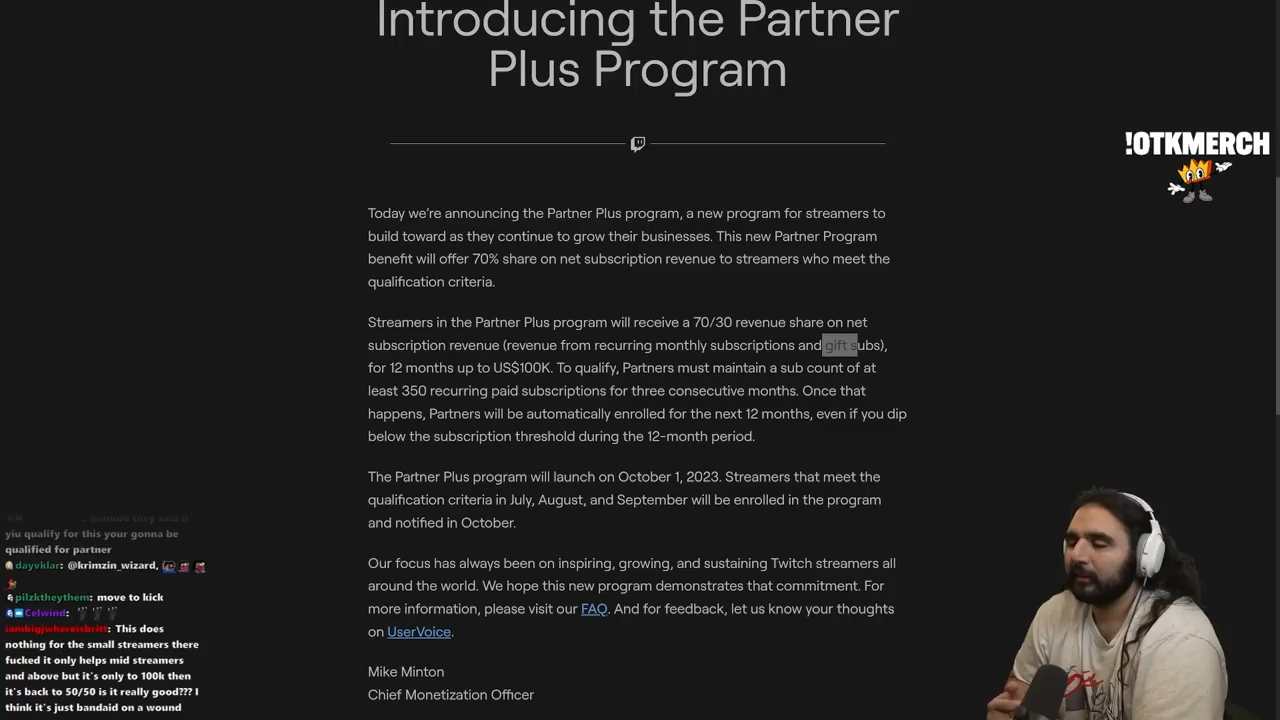 Introducing the Partner
Plus Program
!OTKMERCH
Today we're announcing the Partner Plus program, a new program for streamers to
build toward as they continue to grow their businesses. This new Partner Program
benefit will offer 70% share on net subscription revenue to streamers who meet the
qualification criteria.
Streamers in the Partner Plus program will receive a 70/30 revenue share on net
subscription revenue (revenue from recurring monthly subscriptions and gift subs),
for 12 months up to US$100K. To qualify, Partners must maintain a sub count of at
least 350 recurring paid subscriptions for three consecutive months. Once that
happens, Partners will be automatically enrolled for the next 12 months, even if you dip
below the subscription threshold during the 12-month period.
The Partner Plus program will launch on October 1, 2023. Streamers that meet the
qualification criteria in July, August, and September will be enrolled in the program
and notified in October.
Our focus has always been on inspiring, growing, and sustaining Twitch streamers all
around the world. We hope this new program demonstrates that commitment. For
more information, please visit our FAQ. And for feedback, let us know your thoughts
on UserVoice.
Mike Minton
Chief Monetization Officer
they said if
yiu qualify for this your gonna be
qualified for partner
dayvklar: @krimzin_wizard,
pilzktheythem: move to kick
Celwind:
iambigjwhereisbritt: This does
nothing for the small streamers there
fucked it only helps mid streamers
and above but it's only to 100k then
it's back to 50/50 is it really good??? I
think it's just bandaid on a wound